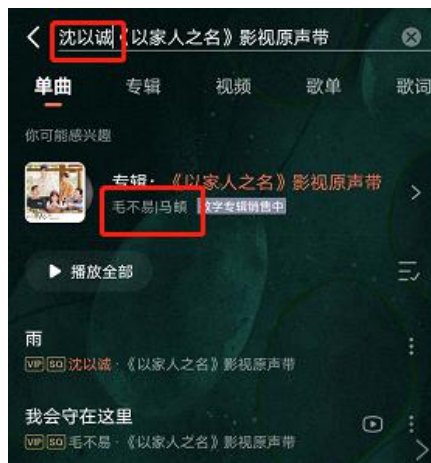 沈以诚《以家人之名》影视原声带
单曲 专辑 视频 歌单 歌词
你可能感兴趣
专辑：《以家人之名》影视原声带
毛不易|马頔 数字专辑销售中
播放全部
雨
VIP SQ 沈以诚·《以家人之名》影视原声带
我会守在这里
VIP SQ 毛不易·《以家人之名》影视原声带